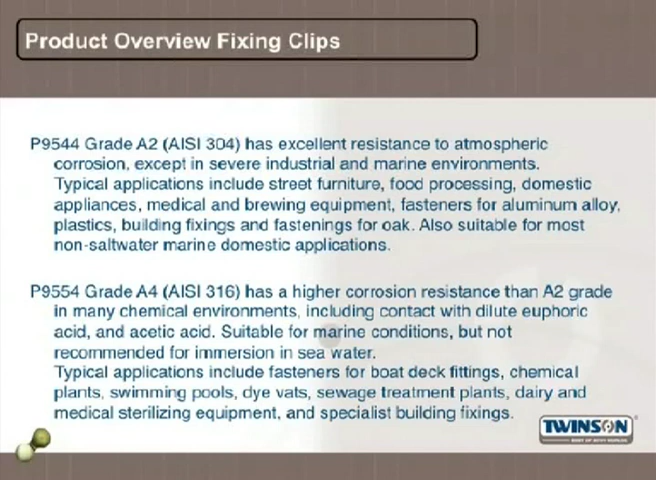 Product Overview Fixing Clips
P9544 Grade A2 (AISI 304) has excellent resistance to atmospheric
corrosion, except in severe industrial and marine environments.
Typical applications include street furniture, food processing, domestic
appliances, medical and brewing equipment, fasteners for aluminum alloy,
plastics, building fixings and fastenings for oak. Also suitable for most
non-saltwater marine domestic applications.
P9554 Grade A4 (AISI 316) has a higher corrosion resistance than A2 grade
in many chemical environments, including contact with dilute euphoric
acid, and acetic acid. Suitable for marine conditions, but not
recommended for immersion in sea water.
Typical applications include fasteners for boat deck fittings, chemical
plants, swimming pools, dye vats, sewage treatment plants, dairy and
medical sterilizing equipment, and specialist building fixings.
TWINSON